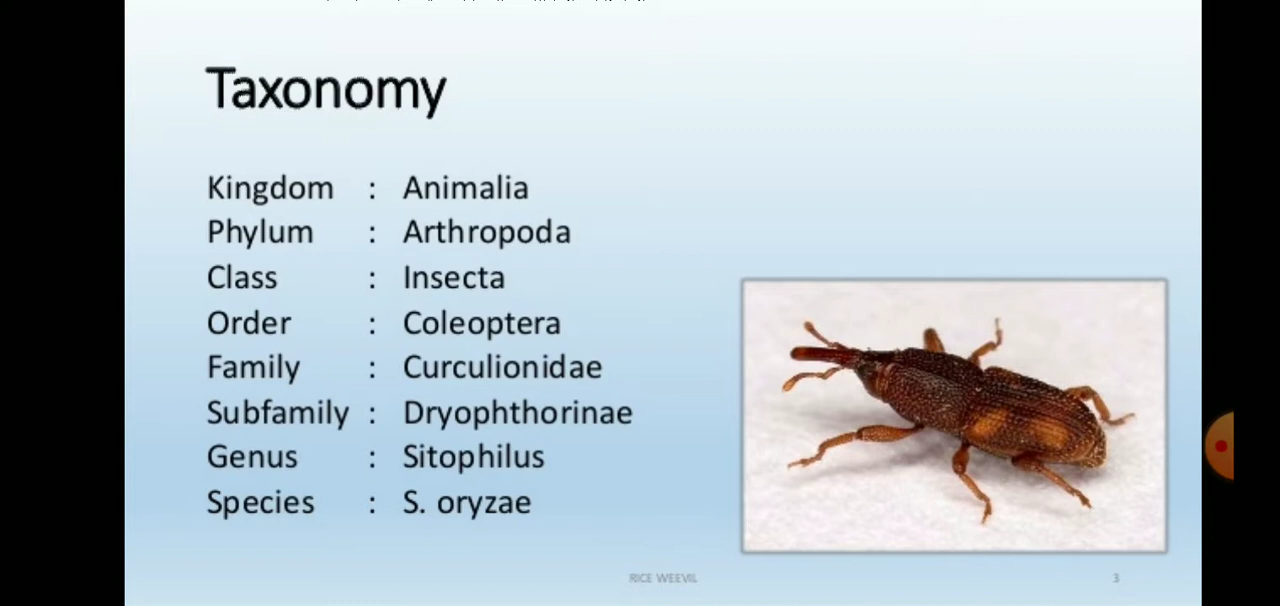 Taxonomy
Kingdom : Animalia
Phylum : Arthropoda
Class : Insecta
Order : Coleoptera
Family : Curculionidae
Subfamily : Dryophthorinae
Genus : Sitophilus
Species : S. oryzae
RICE WEEVIL 3